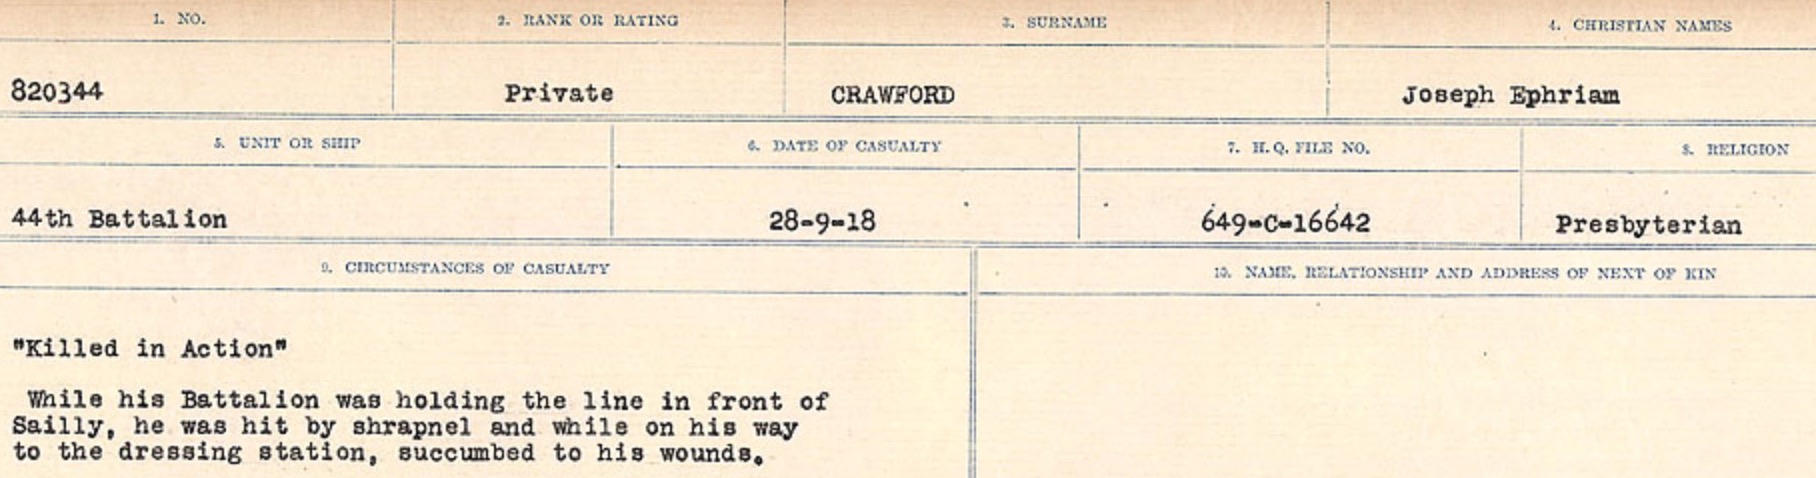 1. NO. 2. RANK OR RATING 3. SURNAME 4. CHRISTIAN NAMES
820344 Private CRAWFORD Joseph Ephriam
5. UNIT OR SHIP 6. DATE OF CASUALTY 7. H.Q. FILE NO. 8. RELIGION
44th Battalion 28-9-18 649-C-16642 Presbyterian
9. CIRCUMSTANCES OF CASUALTY 10. NAME, RELATIONSHIP AND ADDRESS OF NEXT OF KIN
"Killed in Action"
While his Battalion was holding the line in front of
Sailly, he was hit by shrapnel and while on his way
to the dressing station, succumbed to his wounds.